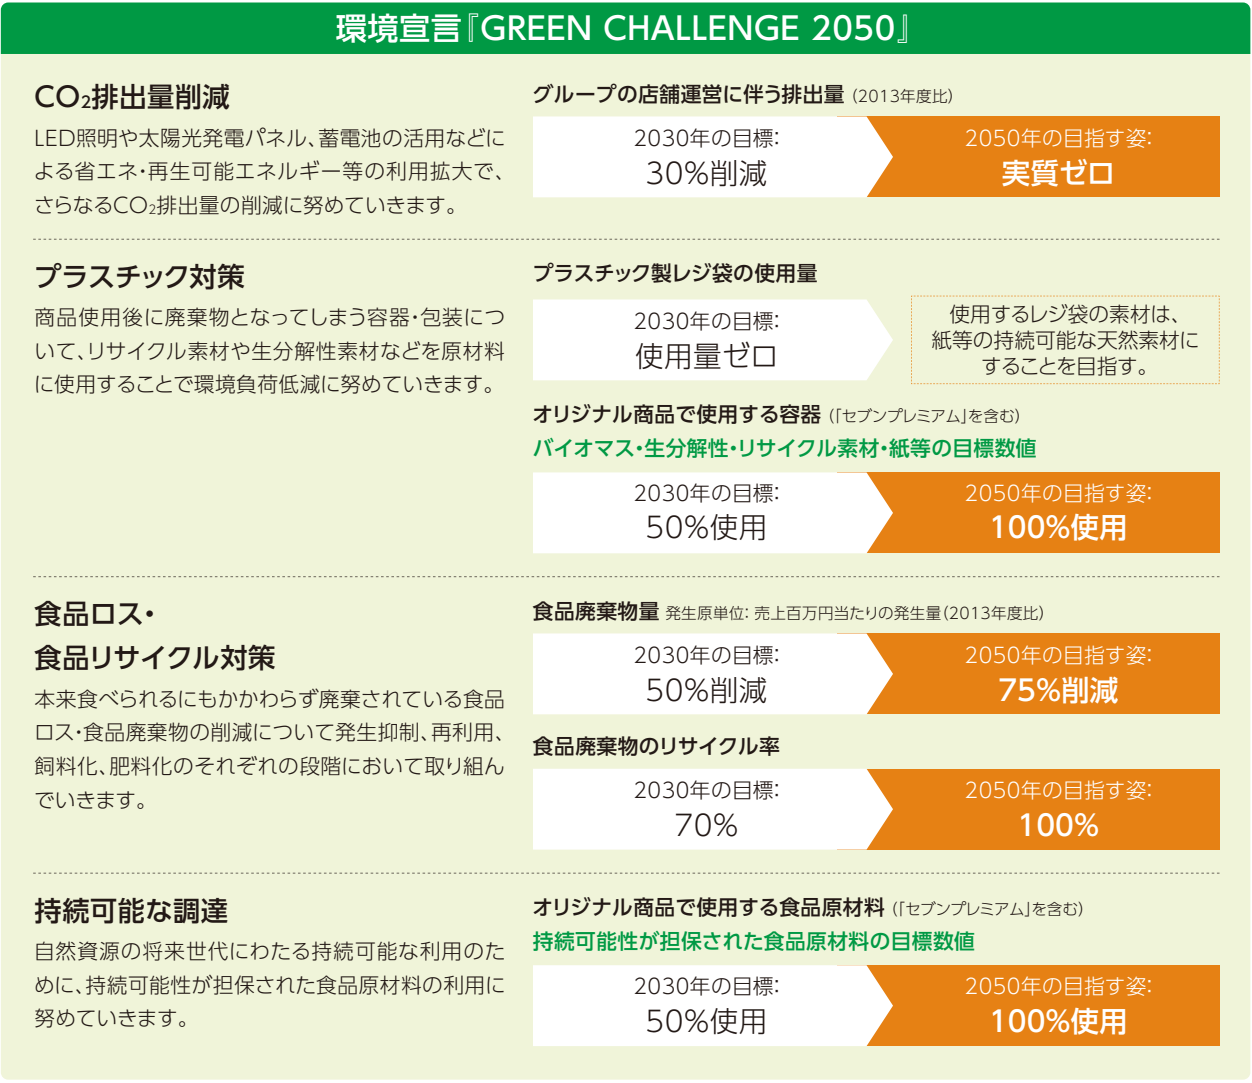 環境宣言『GREEN CHALLENGE 2050』
CO₂排出量削減
LED照明や太陽光発電パネル、蓄電池の活用などに
よる省エネ・再生可能エネルギー等の利用拡大で、
さらなるCO₂排出量の削減に努めていきます。
グループの店舗運営に伴う排出量（2013年度比）
2030年の目標：
30%削減
2050年の目指す姿：
実質ゼロ
プラスチック対策
商品使用後に廃棄物となってしまう容器・包装につ
いて、リサイクル素材や生分解性素材などを原材料
に使用することで環境負荷低減に努めていきます。
プラスチック製レジ袋の使用量
2030年の目標：
使用量ゼロ
使用するレジ袋の素材は、
紙等の持続可能な天然素材に
することを目指す。
オリジナル商品で使用する容器（「セブンプレミアム」を含む）
バイオマス・生分解性・リサイクル素材・紙等の目標数値
2030年の目標：
50%使用
2050年の目指す姿：
100%使用
食品ロス・
食品リサイクル対策
本来食べられるにもかかわらず廃棄されている食品
ロス・食品廃棄物の削減について発生抑制、再利用、
飼料化、肥料化のそれぞれの段階において取り組ん
でいきます。
食品廃棄物量 発生原単位：売上百万円当たりの発生量（2013年度比）
2030年の目標：
50%削減
2050年の目指す姿：
75%削減
食品廃棄物のリサイクル率
2030年の目標：
70%
2050年の目指す姿：
100%
持続可能な調達
自然資源の将来世代にわたる持続可能な利用のた
めに、持続可能性が担保された食品原材料の利用に
努めていきます。
オリジナル商品で使用する食品原材料（「セブンプレミアム」を含む）
持続可能性が担保された食品原材料の目標数値
2030年の目標：
50%使用
2050年の目指す姿：
100%使用